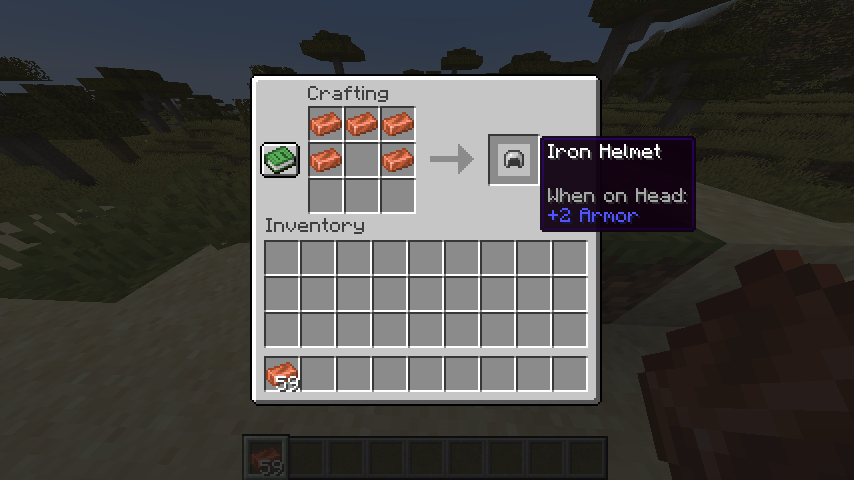 Crafting
Iron Helmet
When on Head:
+2 Armor
Inventory
59
59